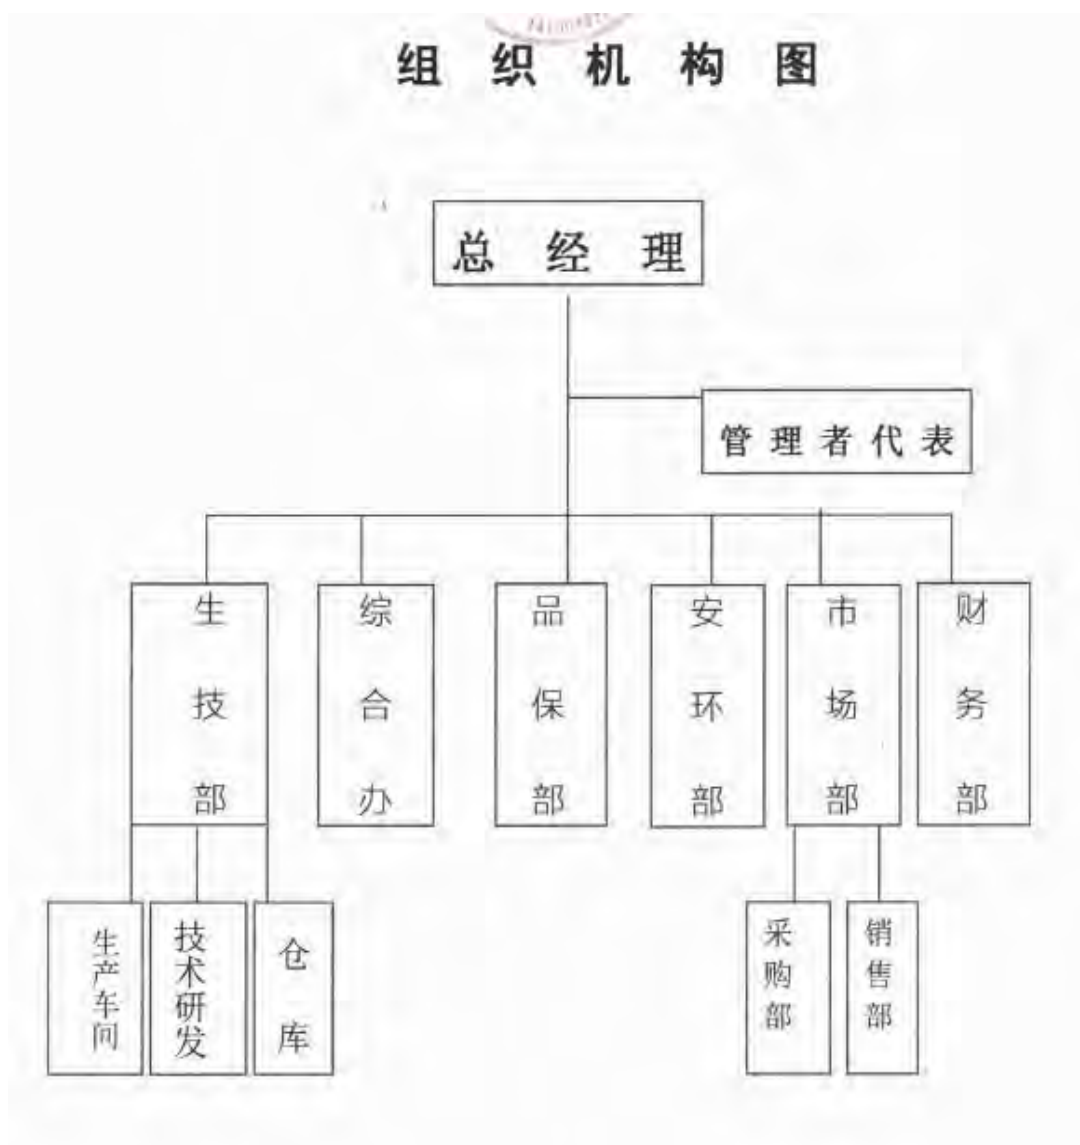 组织机构图
总经理
管理者代表
生技部
综合办
品保部
安环部
市场部
财务部
生产车间
技术研发
仓库
采购部
销售部